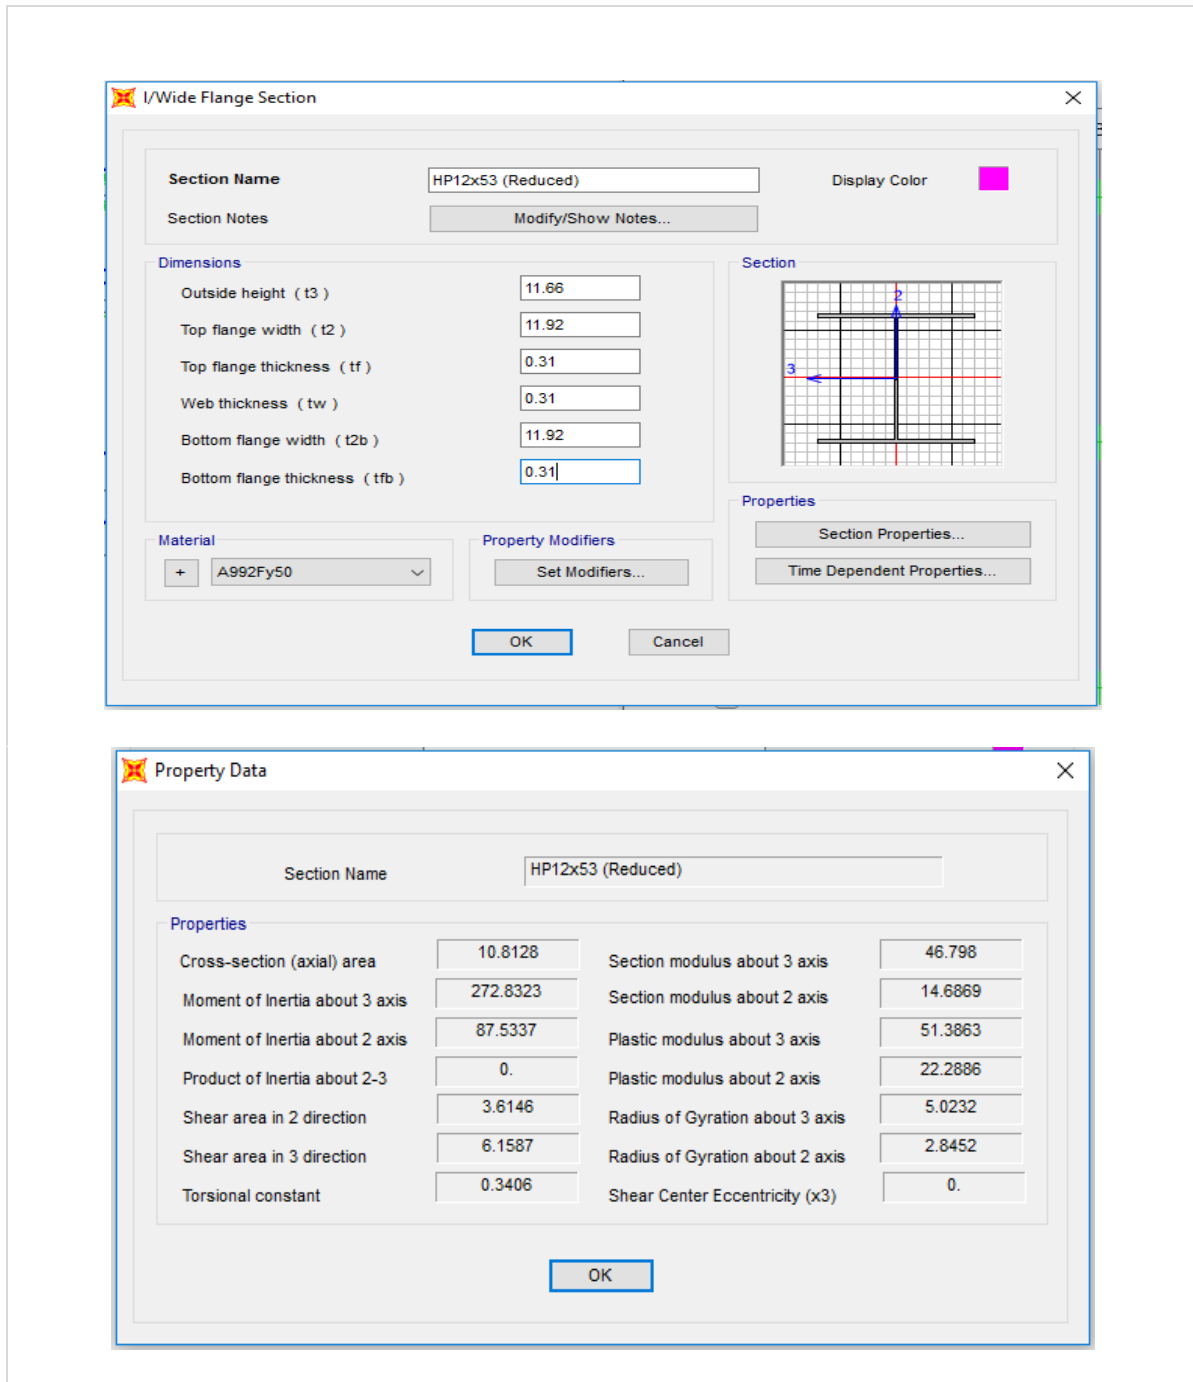 I/Wide Flange Section
Section Name HP12x53 (Reduced) Display Color
Section Notes Modify/Show Notes...
Dimensions
Outside height ( t3 ) 11.66
Top flange width ( t2 ) 11.92
Top flange thickness ( tf ) 0.31
Web thickness ( tw ) 0.31
Bottom flange width ( t2b ) 11.92
Bottom flange thickness ( tfb ) 0.31
Section
2
3
Properties
Section Properties...
Time Dependent Properties...
Material
+ A992Fy50
Property Modifiers
Set Modifiers...
OK Cancel
Property Data
Section Name HP12x53 (Reduced)
Properties
Cross-section (axial) area 10.8128 Section modulus about 3 axis 46.798
Moment of Inertia about 3 axis 272.8323 Section modulus about 2 axis 14.6869
Moment of Inertia about 2 axis 87.5337 Plastic modulus about 3 axis 51.3863
Product of Inertia about 2-3 0. Plastic modulus about 2 axis 22.2886
Shear area in 2 direction 3.6146 Radius of Gyration about 3 axis 5.0232
Shear area in 3 direction 6.1587 Radius of Gyration about 2 axis 2.8452
Torsional constant 0.3406 Shear Center Eccentricity (x3) 0.
OK